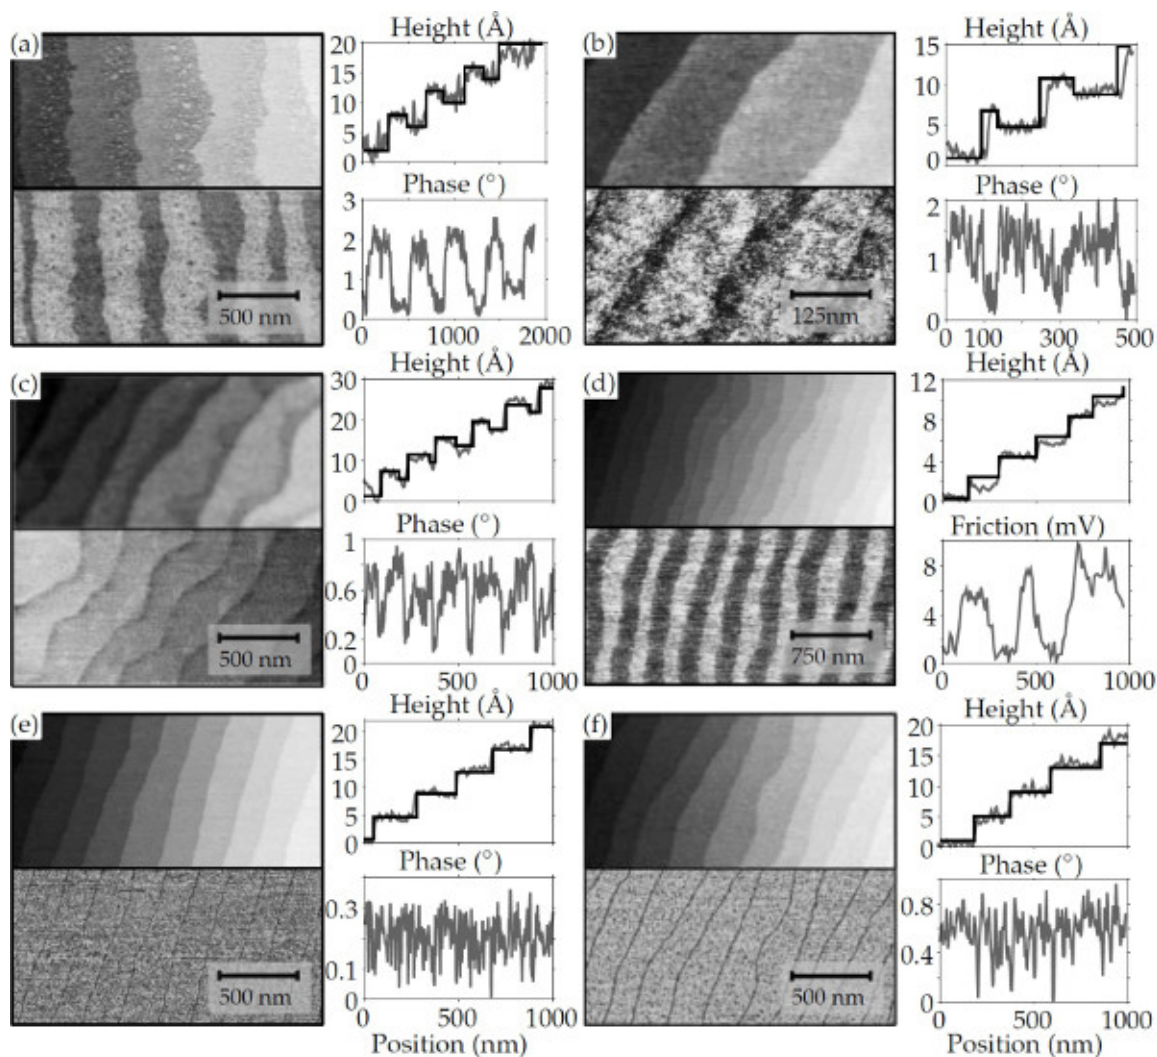 (a)
Height (Å)
20
15
10
5
0
Phase (°)
3
2
1
0
0 1000 2000
500 nm
(b)
Height (Å)
15
10
5
0
Phase (°)
2
1
0
0 100 300 500
125nm
(c)
Height (Å)
30
20
10
0
Phase (°)
1
0.6
0.2
0
0 500 1000
500 nm
(d)
Height (Å)
12
8
4
0
Friction (mV)
8
4
0
0 500 1000
750 nm
(e)
Height (Å)
20
15
10
5
0
Phase (°)
0.3
0.1
0 500 1000
Position (nm)
500 nm
(f)
Height (Å)
20
15
10
5
0
Phase (°)
0.8
0.4
0 500 1000
Position (nm)
500 nm